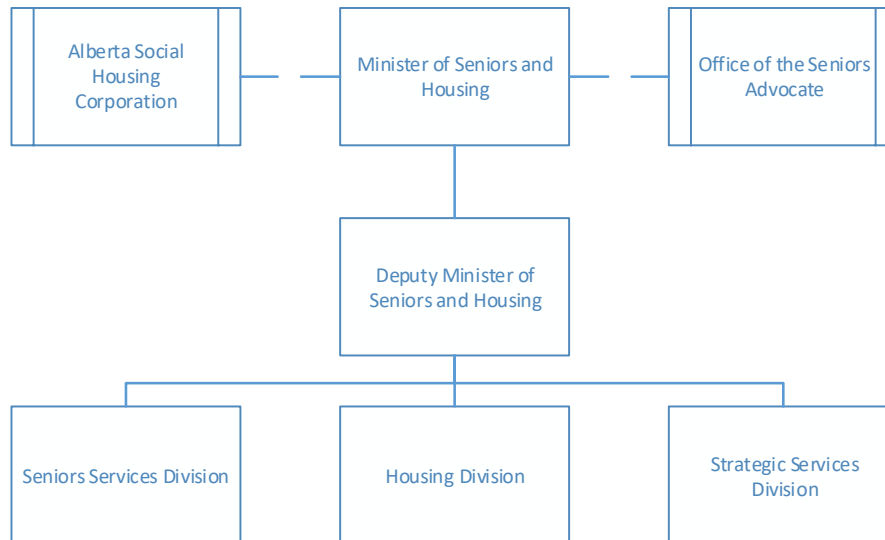 Alberta Social
Housing
Corporation
Minister of Seniors and
Housing
Office of the Seniors
Advocate
Deputy Minister of
Seniors and Housing
Seniors Services Division
Housing Division
Strategic Services
Division